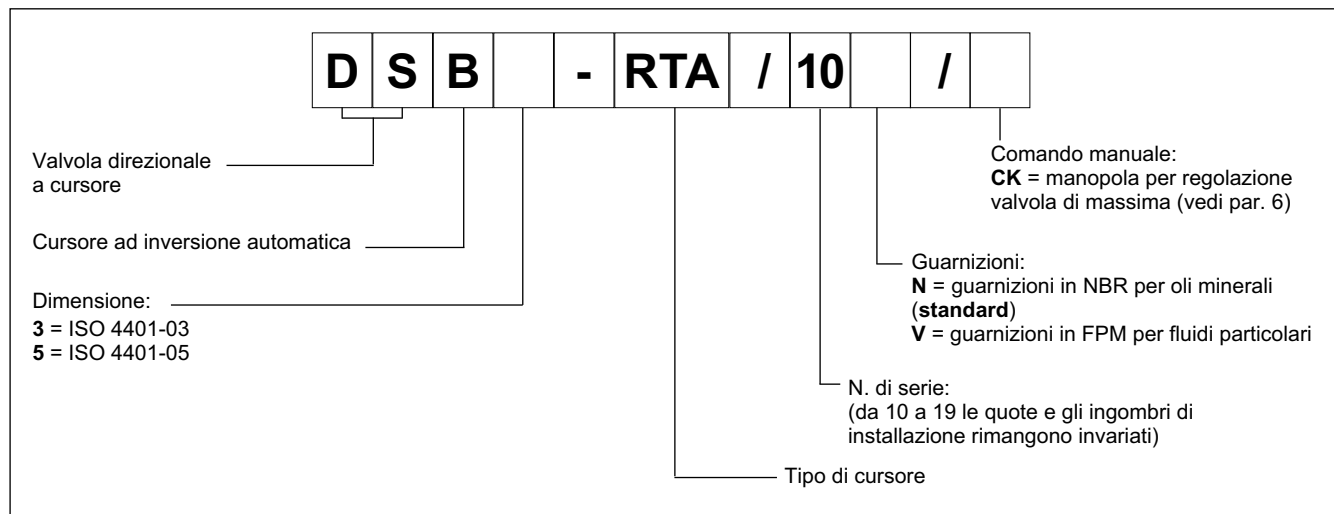 D S B - RTA / 10 /
Valvola direzionale
a cursore
Cursore ad inversione automatica
Dimensione:
3 = ISO 4401-03
5 = ISO 4401-05
Comando manuale:
CK = manopola per regolazione
valvola di massima (vedi par. 6)
Guarnizioni:
N = guarnizioni in NBR per oli minerali
(standard)
V = guarnizioni in FPM per fluidi particolari
N. di serie:
(da 10 a 19 le quote e gli ingombri di
installazione rimangono invariati)
Tipo di cursore